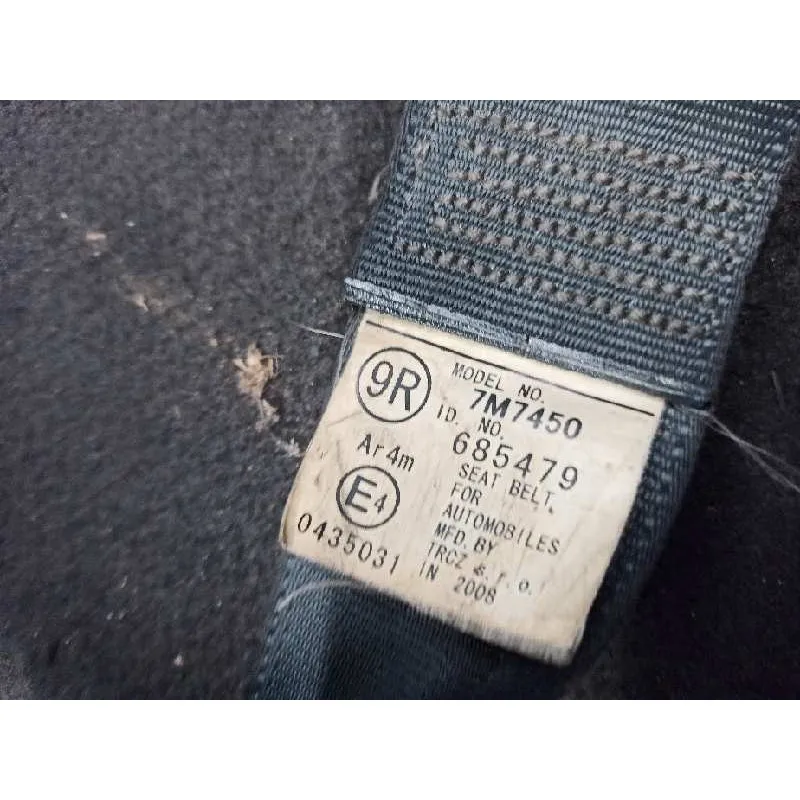 9R
MODEL NO.
7M7450
ID. NO.
685479
Ar4m
SEAT BELT
FOR
AUTOMOBILES
E4
MFD. BY
TRCZ s.r.o.
0435031
IN 2008